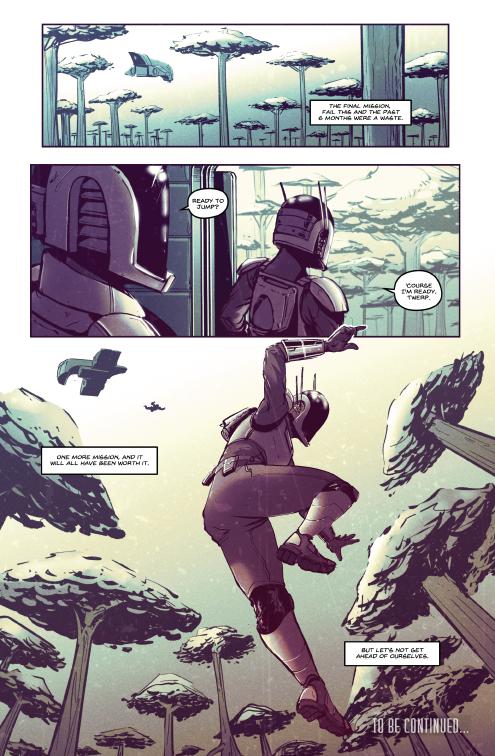 THE FINAL MISSION,
FAIL THIS AND THE PAST
6 MONTHS WERE A WASTE.
READY TO
JUMP?
'COURSE
I'M READY,
TWERP.
ONE MORE MISSION, AND IT
WILL ALL HAVE BEEN WORTH IT.
BUT LET'S NOT GET
AHEAD OF OURSELVES.
TO BE CONTINUED...